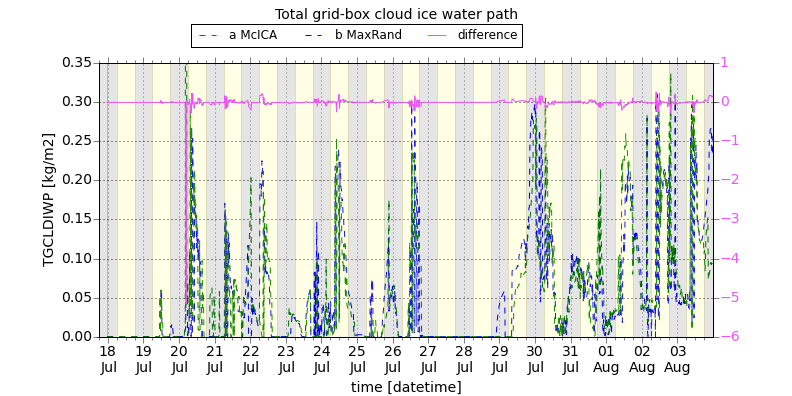 Total grid-box cloud ice water path
a McICA
b MaxRand
difference
0.35
0.30
0.25
0.20
0.15
0.10
0.05
0.00
TGCLDIWP [kg/m2]
1
0
−1
−2
−3
−4
−5
−6
18 19 20 21 22 23 24 25 26 27 28 29 30 31 01 02 03
Jul Jul Jul Jul Jul Jul Jul Jul Jul Jul Jul Jul Jul Jul Aug Aug Aug
time [datetime]